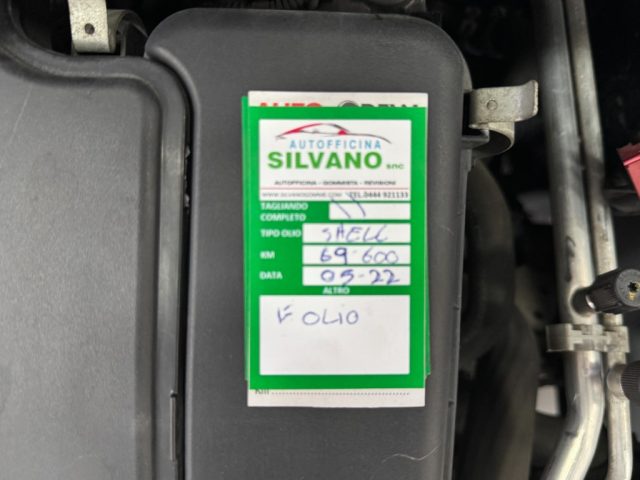 AUTOFFICINA
SILVANO snc
AUTOFFICINA - GOMMISTA - REVISIONI
TEL.0444 921133
TAGLIANDO
COMPLETO
TIPO OLIO SHELL
KM 69-600
DATA 05-22
ALTRO
F OLIO
KM